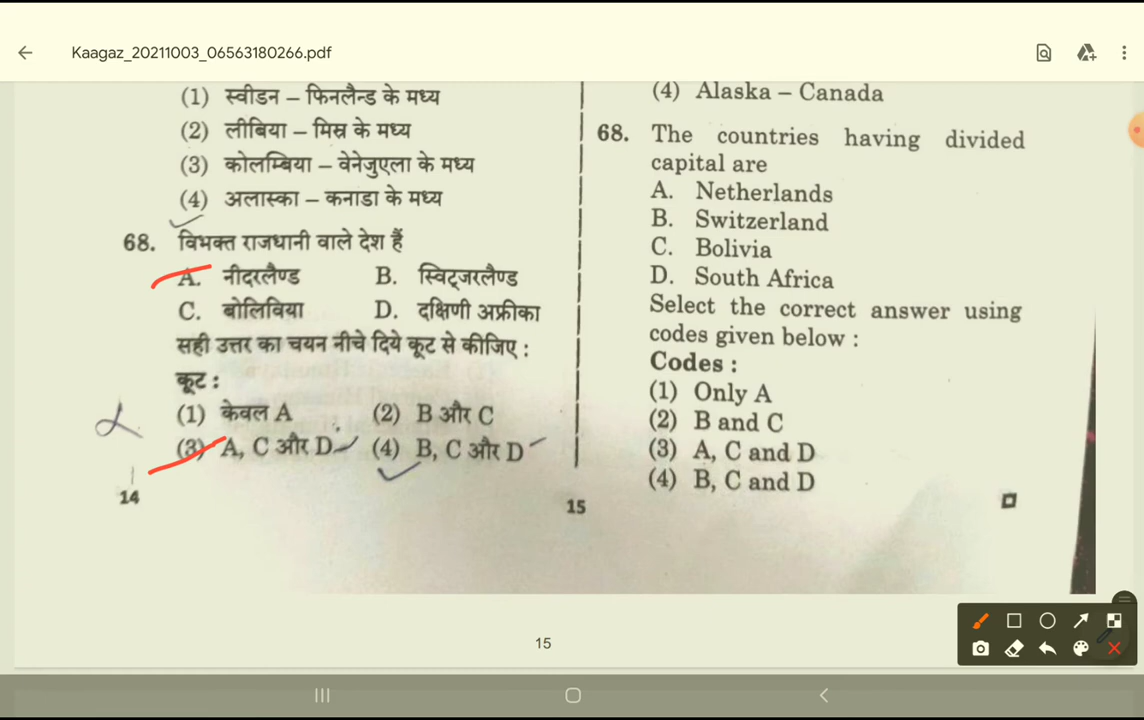 Kaagaz_20211003_06563180266.pdf
(1) स्वीडन – फिनलैन्ड के मध्य
(2) लीबिया – मिस्र के मध्य
(3) कोलम्बिया – वेनेजुएला के मध्य
(4) अलास्का – कनाडा के मध्य
68. विभक्त राजधानी वाले देश हैं
A. नीदरलैण्ड B. स्विट्जरलैण्ड
C. बोलिविया D. दक्षिणी अफ्रीका
सही उत्तर का चयन नीचे दिये कूट से कीजिए :
कूट :
(1) केवल A (2) B और C
(3) A, C और D (4) B, C और D
14
(4) Alaska – Canada
68. The countries having divided
capital are
A. Netherlands
B. Switzerland
C. Bolivia
D. South Africa
Select the correct answer using
codes given below :
Codes :
(1) Only A
(2) B and C
(3) A, C and D
(4) B, C and D
15
15